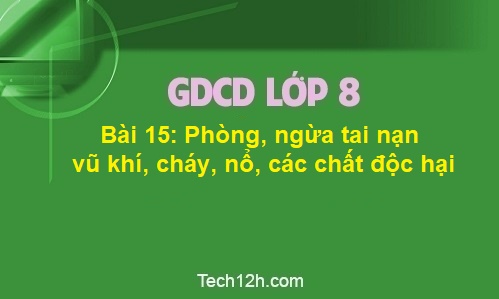 GDCD LỚP 8
Bài 15: Phòng, ngừa tai nạn
vũ khí, cháy, nổ, các chất độc hại
Tech12h.com